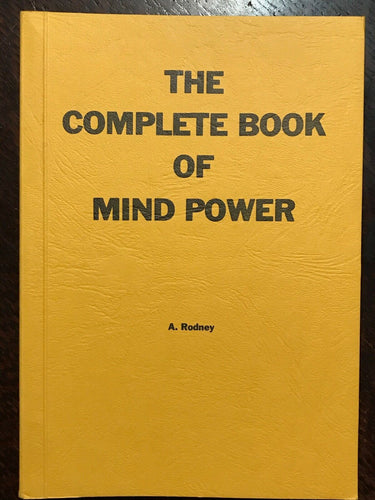 THE
COMPLETE BOOK
OF
MIND POWER
A. Rodney